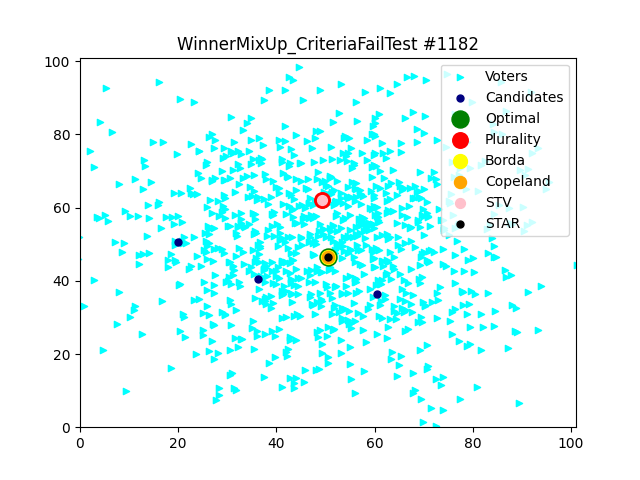 WinnerMixUp_CriteriaFailTest #1182
100
80
60
40
20
0
0
20
40
60
80
100
Voters
Candidates
Optimal
Plurality
Borda
Copeland
STV
STAR